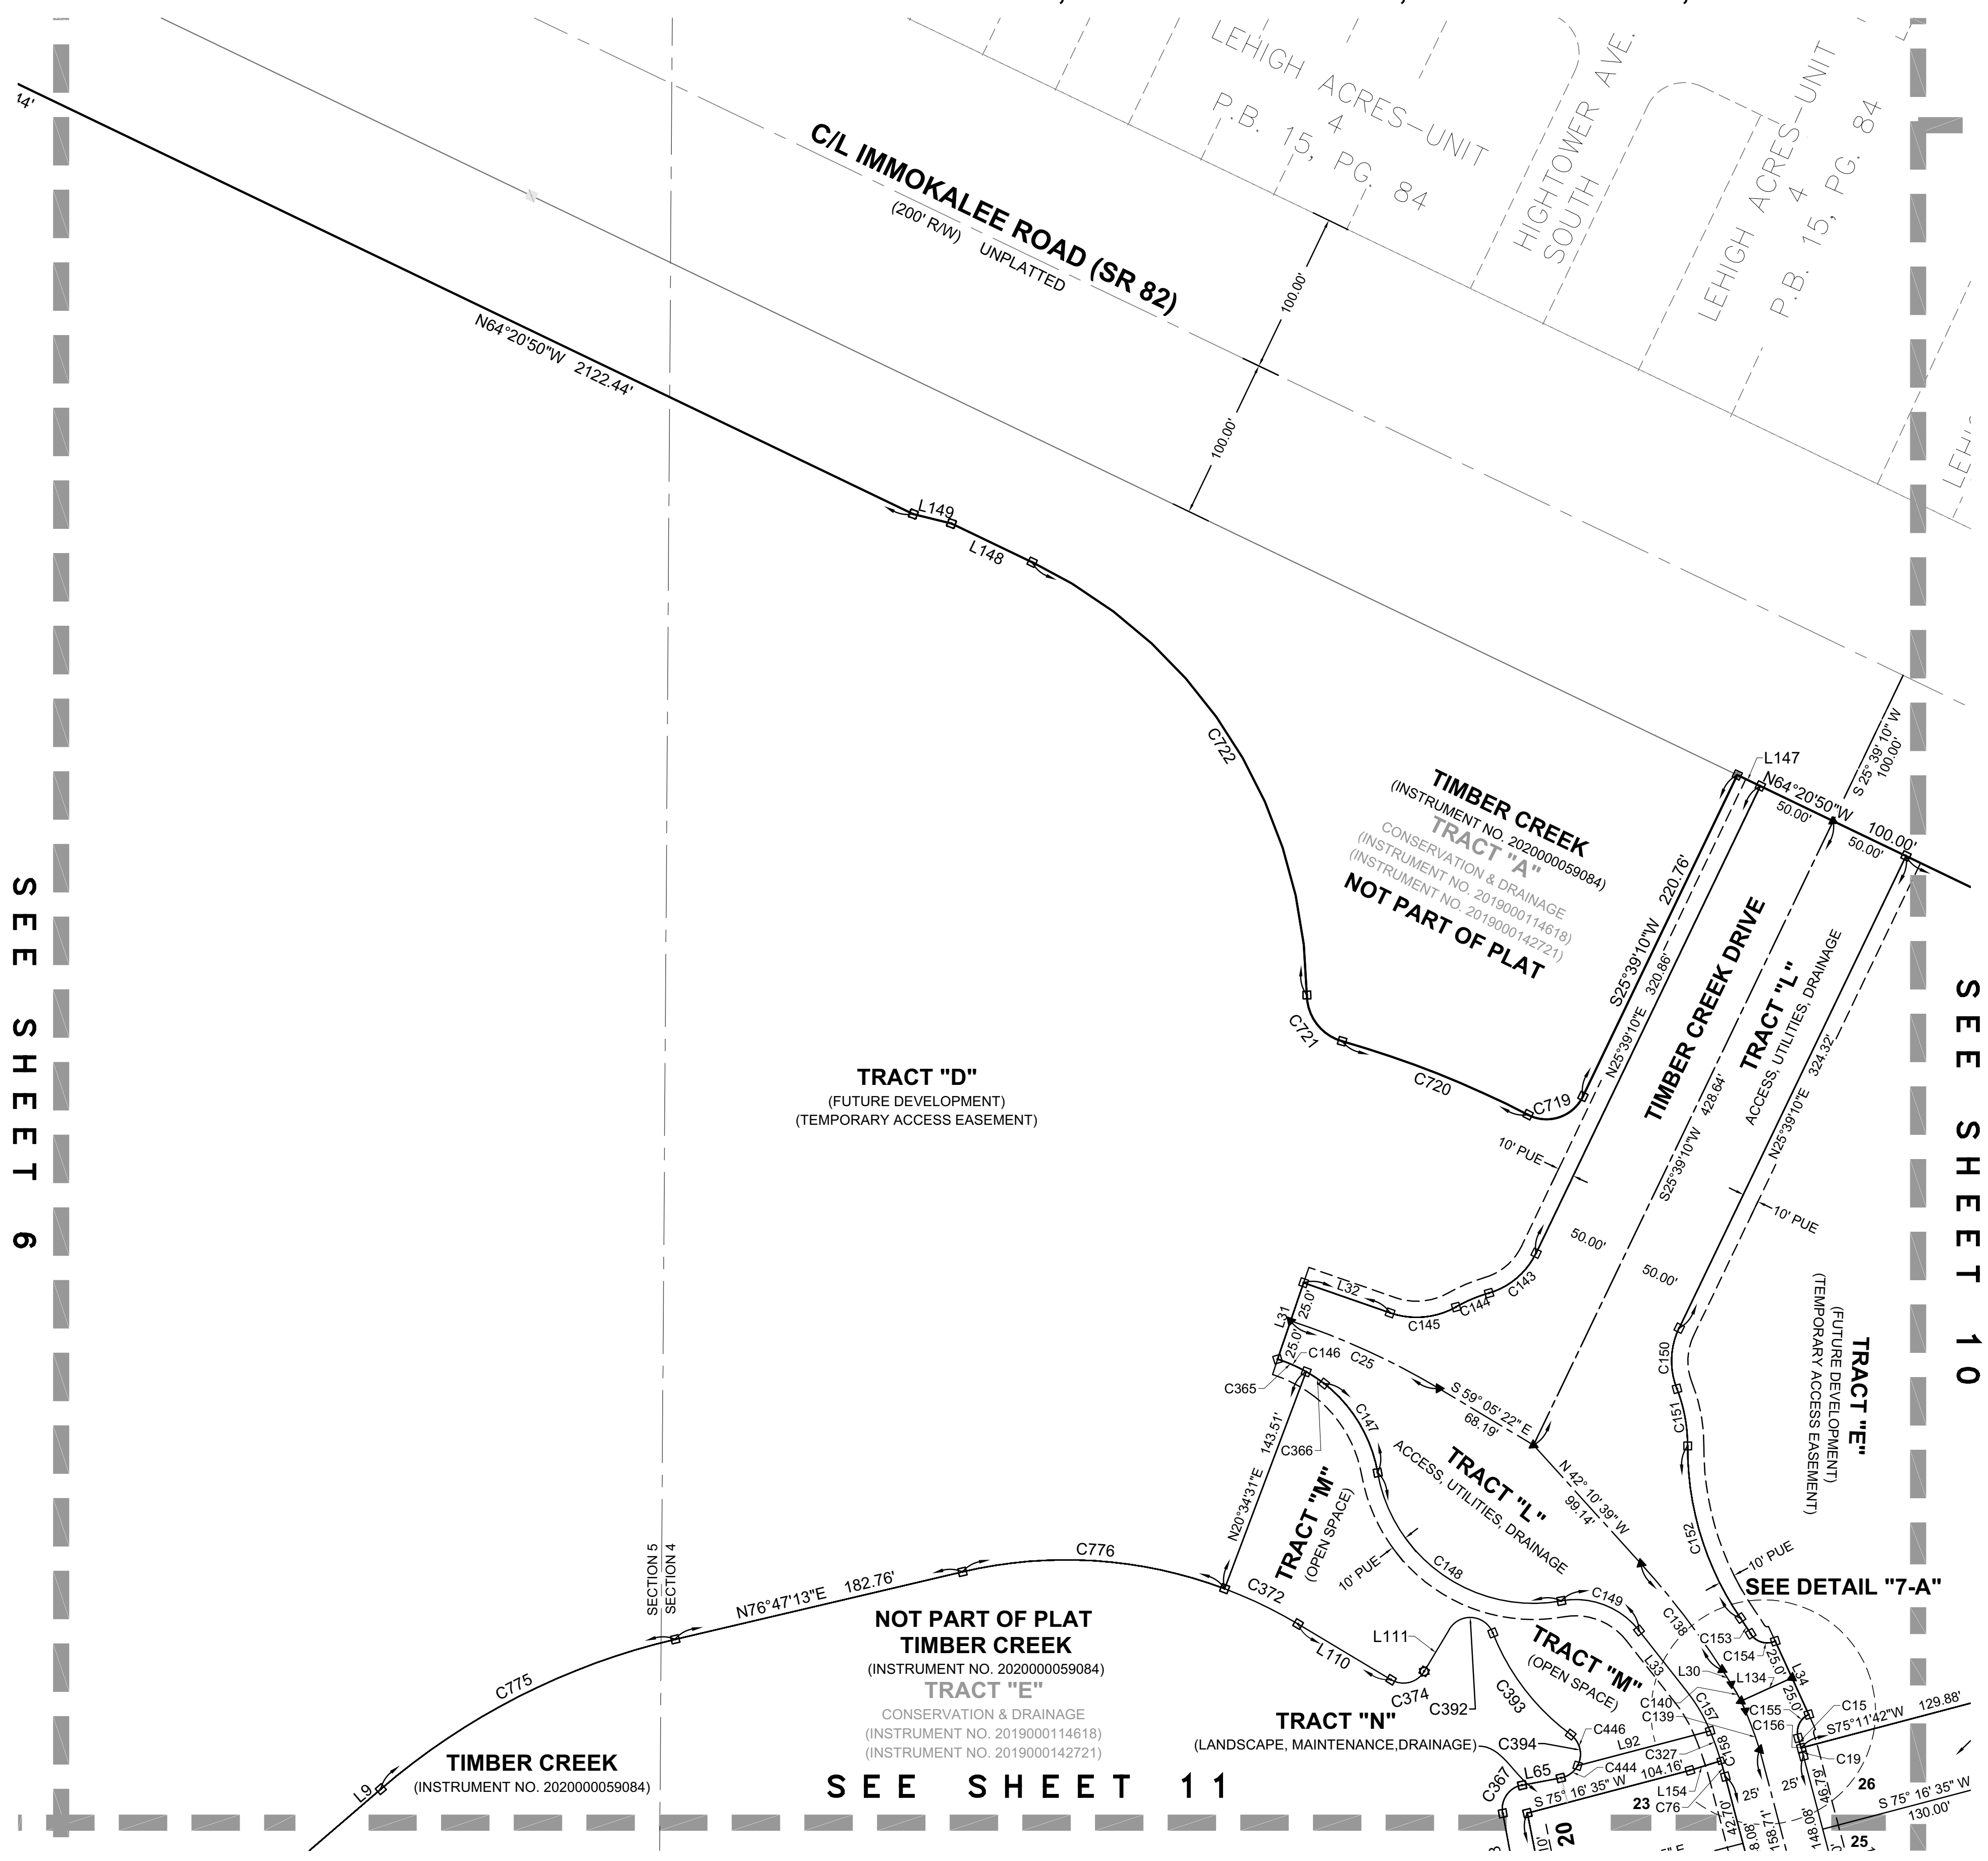 14'
LEHIGH ACRES-UNIT
4
P.B. 15, PG. 84
HIGHTOWER AVE.
SOUTH
LEHIGH ACRES-UNIT
4
P.B. 15, PG. 84
C/L IMMOKALEE ROAD (SR 82)
(200' R/W) UNPLATTED
100.00'
100.00'
N64°20'50"W 2122.44'
L149
L148
C722
C721
C720
C719
TIMBER CREEK
(INSTRUMENT NO. 2020000059084)
TRACT "A"
CONSERVATION & DRAINAGE
(INSTRUMENT NO. 2019000114618)
(INSTRUMENT NO. 2019000142721)
NOT PART OF PLAT
L147
N64°20'50"W 100.00'
50.00'
50.00'
S 25° 39' 10" W
100.00'
S25°39'10"W 220.76'
N25°39'10"E 320.86'
TIMBER CREEK DRIVE
TRACT "L"
ACCESS, UTILITIES, DRAINAGE
S25°39'10"W 428.64'
N25°39'10"E 324.32'
10' PUE
10' PUE
50.00'
50.00'
SEE SHEET 6
SEE SHEET 10
TRACT "D"
(FUTURE DEVELOPMENT)
(TEMPORARY ACCESS EASEMENT)
TRACT "E"
(FUTURE DEVELOPMENT)
(TEMPORARY ACCESS EASEMENT)
L32
C145
C144
C143
L31
25.0'
25.0'
C146
C25
C365
C366
C147
S 59° 05' 22" E
68.19'
C150
C151
C152
N20°34'31"E 143.51'
TRACT "M"
(OPEN SPACE)
TRACT "L"
ACCESS, UTILITIES, DRAINAGE
N 42° 10' 39" W
99.14'
10' PUE
C148
C149
10' PUE
SEE DETAIL "7-A"
SECTION 5
SECTION 4
N76°47'13"E 182.76'
C776
C775
L9
C372
L110
L111
C374
C392
C393
TRACT "M"
(OPEN SPACE)
L33
C138
C153
C154
L30
L134
25.0'
L34
25.0'
C140
C139
C155
C156
C15
C19
S75°11'42"W 129.88'
C157
C158
C446
C394
L92
C327
C444
L65
C367
S 75° 16' 35" W 104.16'
L154
C76
23
20
25'
25'
26
25
46.79'
148.08'
42.70'
158.71'
8.08'
S 75° 16' 35" W
130.00'
NOT PART OF PLAT
TIMBER CREEK
(INSTRUMENT NO. 2020000059084)
TRACT "E"
CONSERVATION & DRAINAGE
(INSTRUMENT NO. 2019000114618)
(INSTRUMENT NO. 2019000142721)
TRACT "N"
(LANDSCAPE, MAINTENANCE,DRAINAGE)
TIMBER CREEK
(INSTRUMENT NO. 2020000059084)
SEE SHEET 11